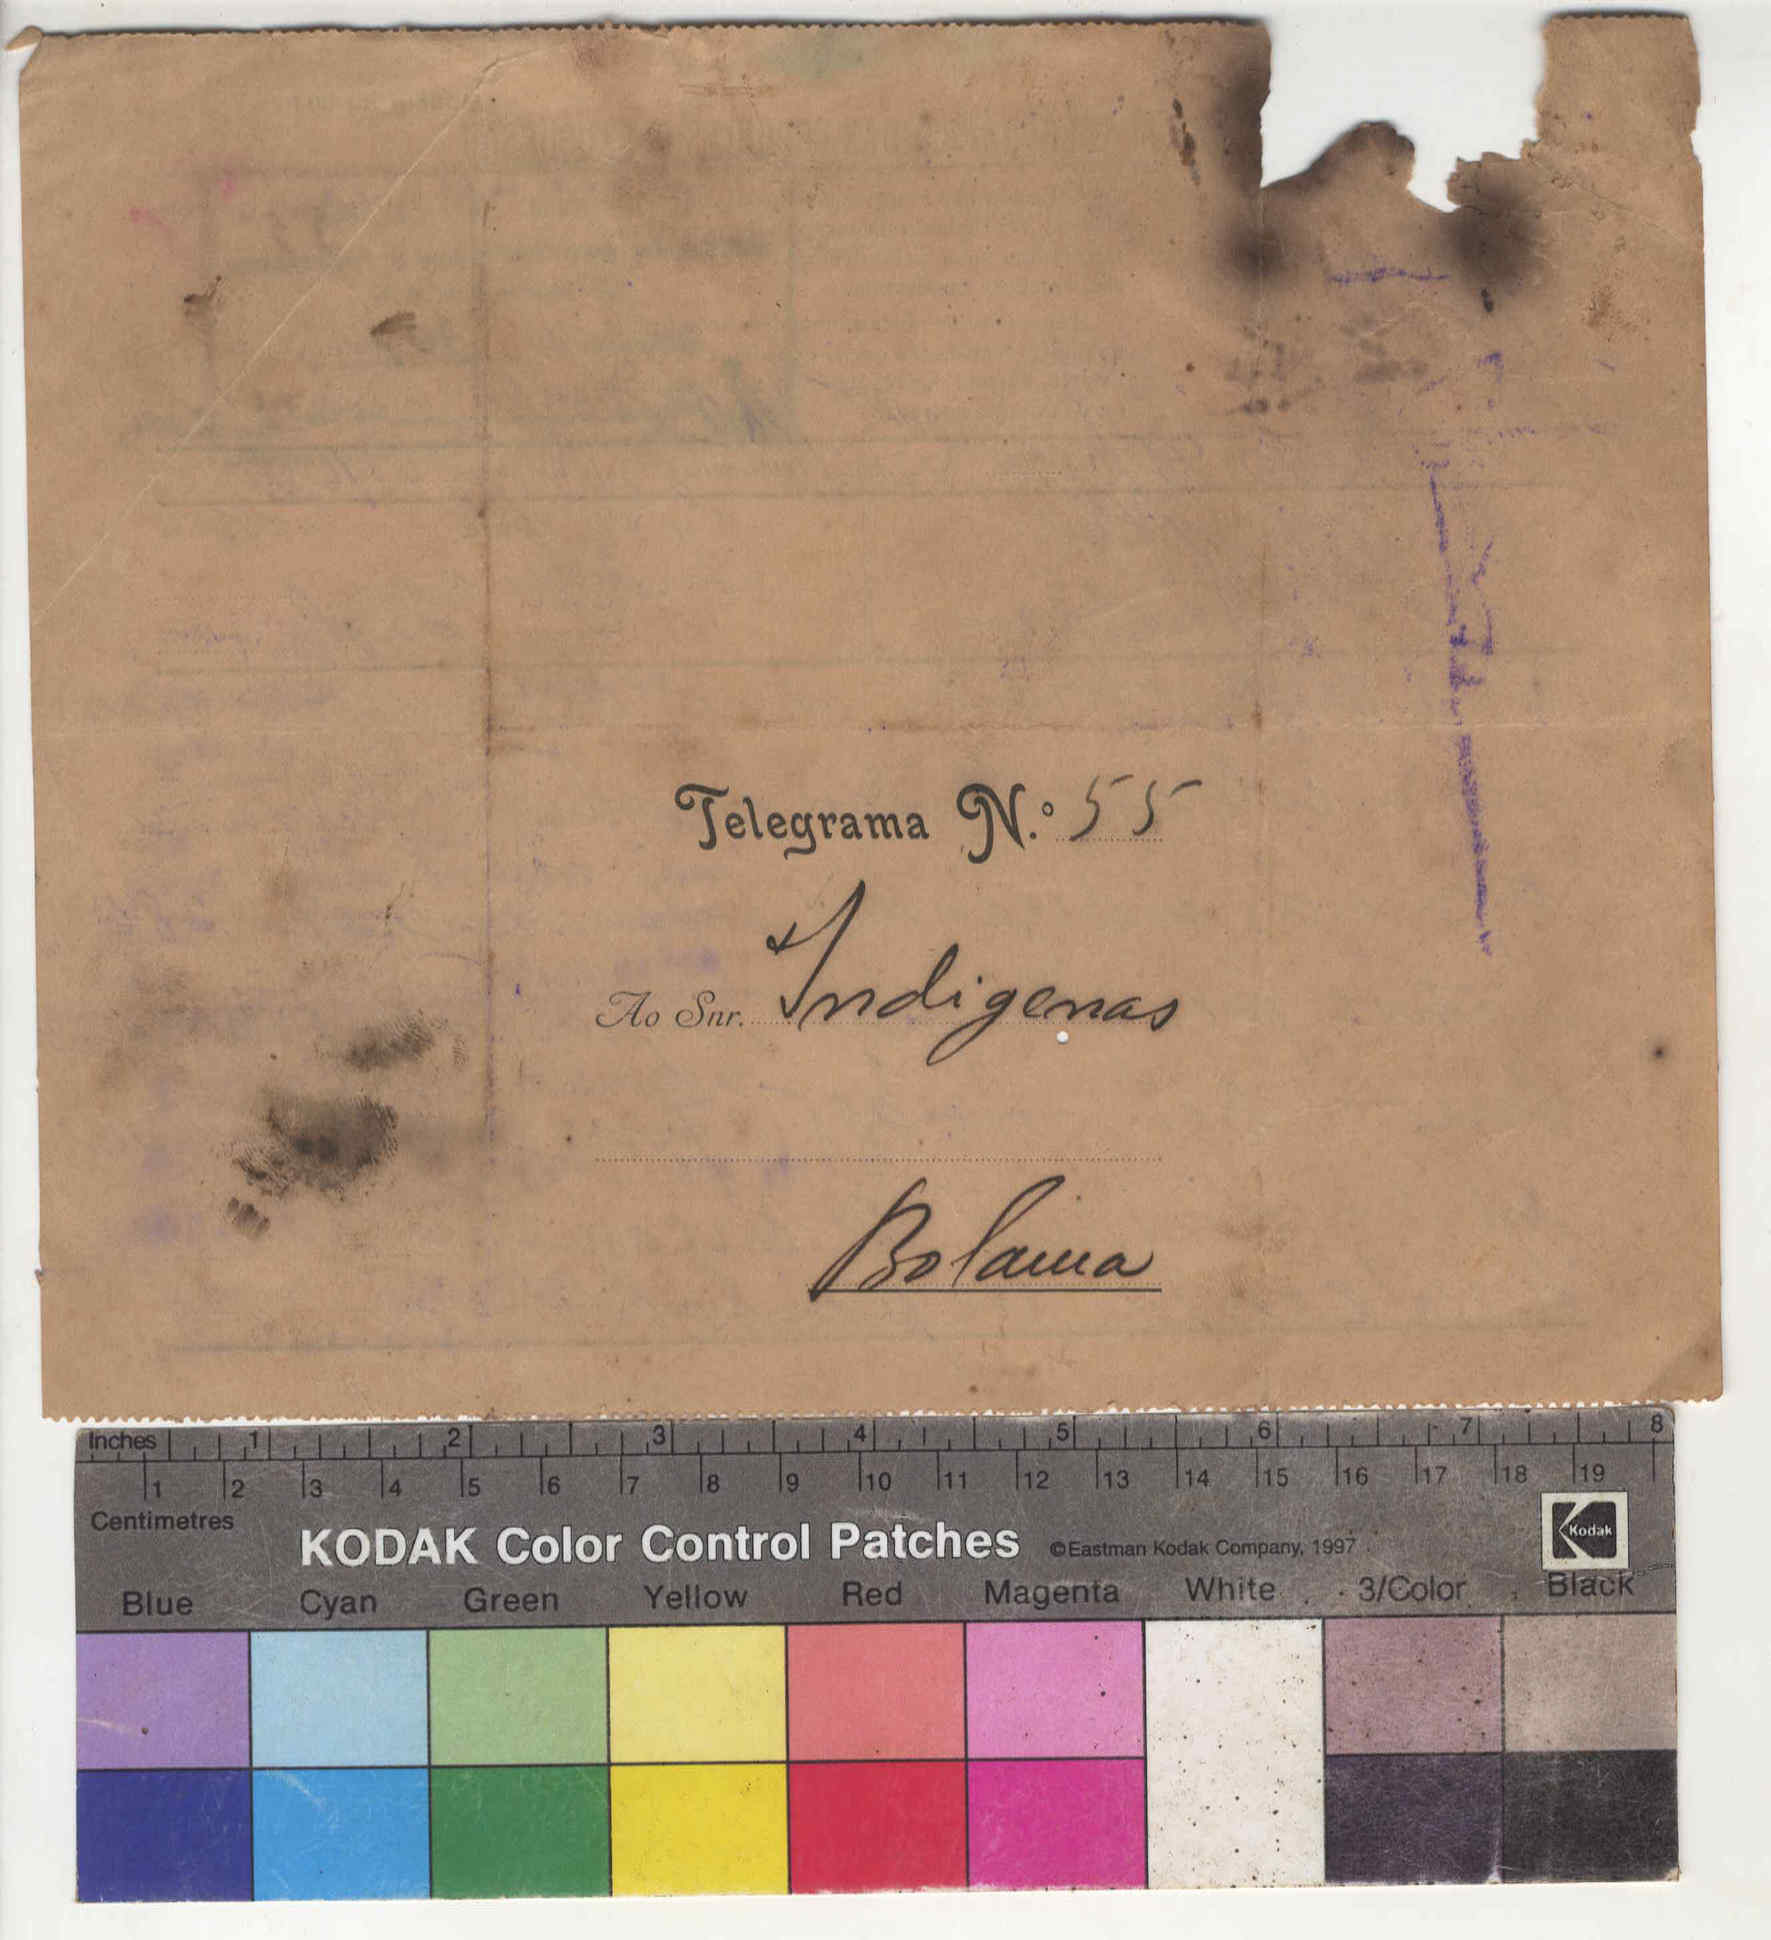 Telegrama N.º 55
Ao Snr. Indigenas
Bolama
Inches 1 2 3 4 5 6 7 8
1 2 3 4 5 6 7 8 9 10 11 12 13 14 15 16 17 18 19
Centimetres
KODAK Color Control Patches ©Eastman Kodak Company, 1997
Kodak
Blue Cyan Green Yellow Red Magenta White 3/Color Black